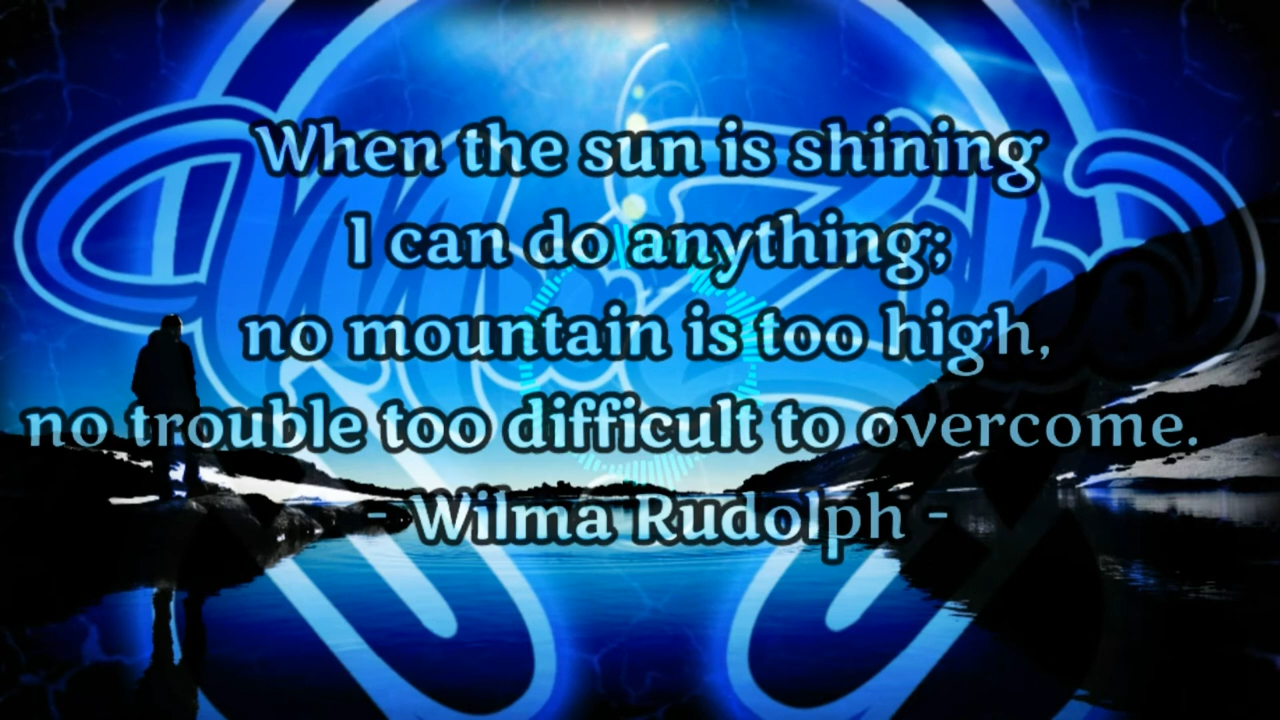 When the sun is shining
I can do anything;
no mountain is too high,
no trouble too difficult to overcome.
- Wilma Rudolph -